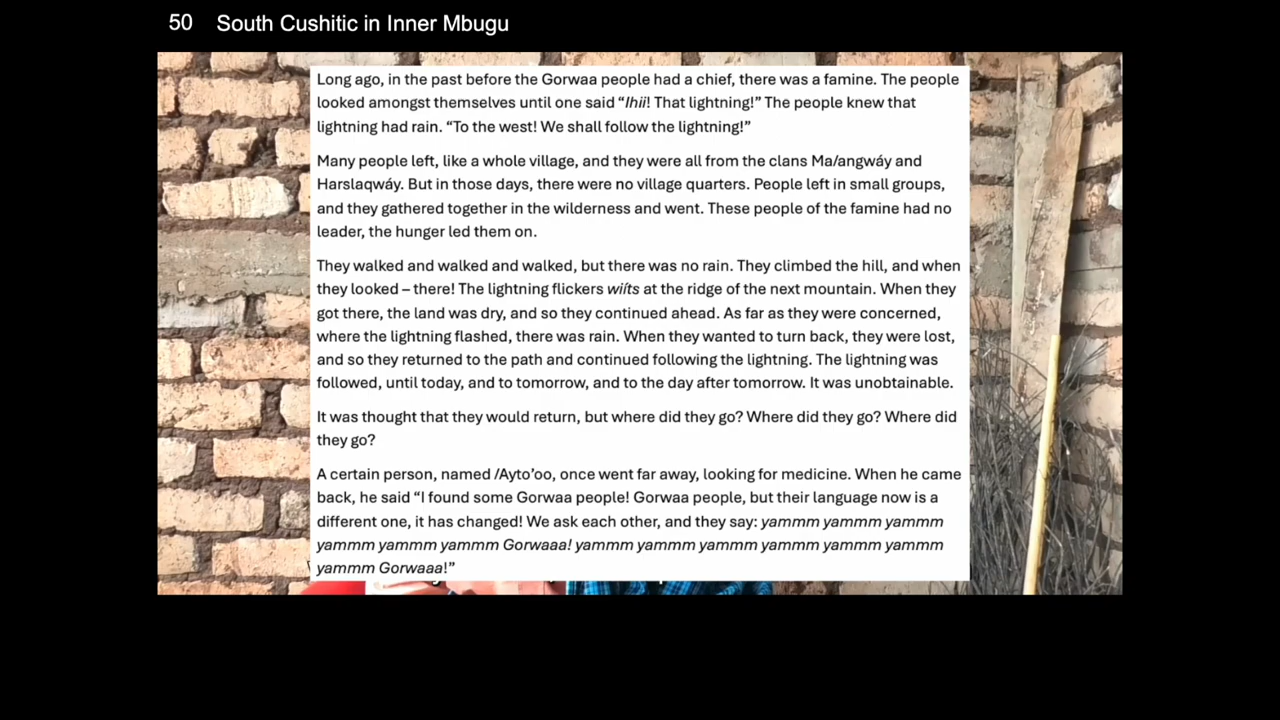 50 South Cushitic in Inner Mbugu
Long ago, in the past before the Gorwaa people had a chief, there was a famine. The people
looked amongst themselves until one said “Ihii! That lightning!” The people knew that
lightning had rain. “To the west! We shall follow the lightning!”
Many people left, like a whole village, and they were all from the clans Ma/angwáy and
Harslaqwáy. But in those days, there were no village quarters. People left in small groups,
and they gathered together in the wilderness and went. These people of the famine had no
leader, the hunger led them on.
They walked and walked and walked, but there was no rain. They climbed the hill, and when
they looked – there! The lightning flickers wiíts at the ridge of the next mountain. When they
got there, the land was dry, and so they continued ahead. As far as they were concerned,
where the lightning flashed, there was rain. When they wanted to turn back, they were lost,
and so they returned to the path and continued following the lightning. The lightning was
followed, until today, and to tomorrow, and to the day after tomorrow. It was unobtainable.
It was thought that they would return, but where did they go? Where did they go? Where did
they go?
A certain person, named /Ayto’oo, once went far away, looking for medicine. When he came
back, he said “I found some Gorwaa people! Gorwaa people, but their language now is a
different one, it has changed! We ask each other, and they say: yammm yammm yammm
yammm yammm yammm Gorwaaa! yammm yammm yammm yammm yammm yammm
yammm Gorwaaa!”